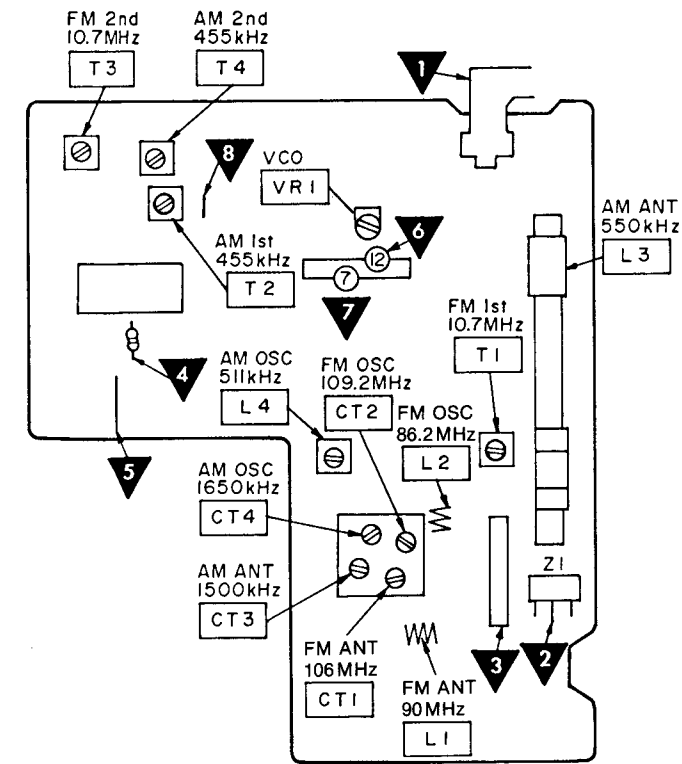 FM 2nd
10.7MHz
T3
AM 2nd
455kHz
T4
1
8
VCO
VR1
6
12
7
7
AM 1st
455kHz
T2
AM ANT
550kHz
L3
FM 1st
10.7MHz
T1
4
AM OSC
511kHz
L4
FM OSC
109.2MHz
CT2
FM OSC
86.2MHz
L2
5
AM OSC
1650kHz
CT4
AM ANT
1500kHz
CT3
Z1
FM ANT
106MHz
CT1
FM ANT
90MHz
L1
3
2